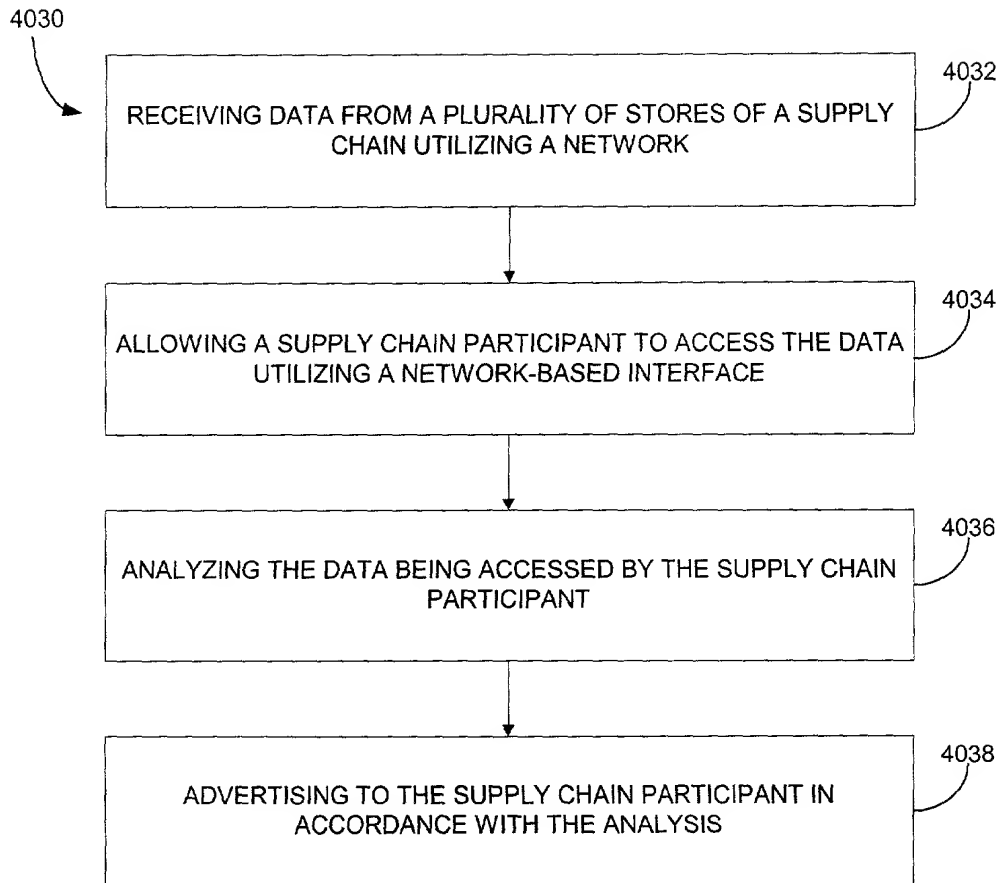 4030
4032
RECEIVING DATA FROM A PLURALITY OF STORES OF A SUPPLY
CHAIN UTILIZING A NETWORK
4034
ALLOWING A SUPPLY CHAIN PARTICIPANT TO ACCESS THE DATA
UTILIZING A NETWORK-BASED INTERFACE
4036
ANALYZING THE DATA BEING ACCESSED BY THE SUPPLY CHAIN
PARTICIPANT
4038
ADVERTISING TO THE SUPPLY CHAIN PARTICIPANT IN
ACCORDANCE WITH THE ANALYSIS